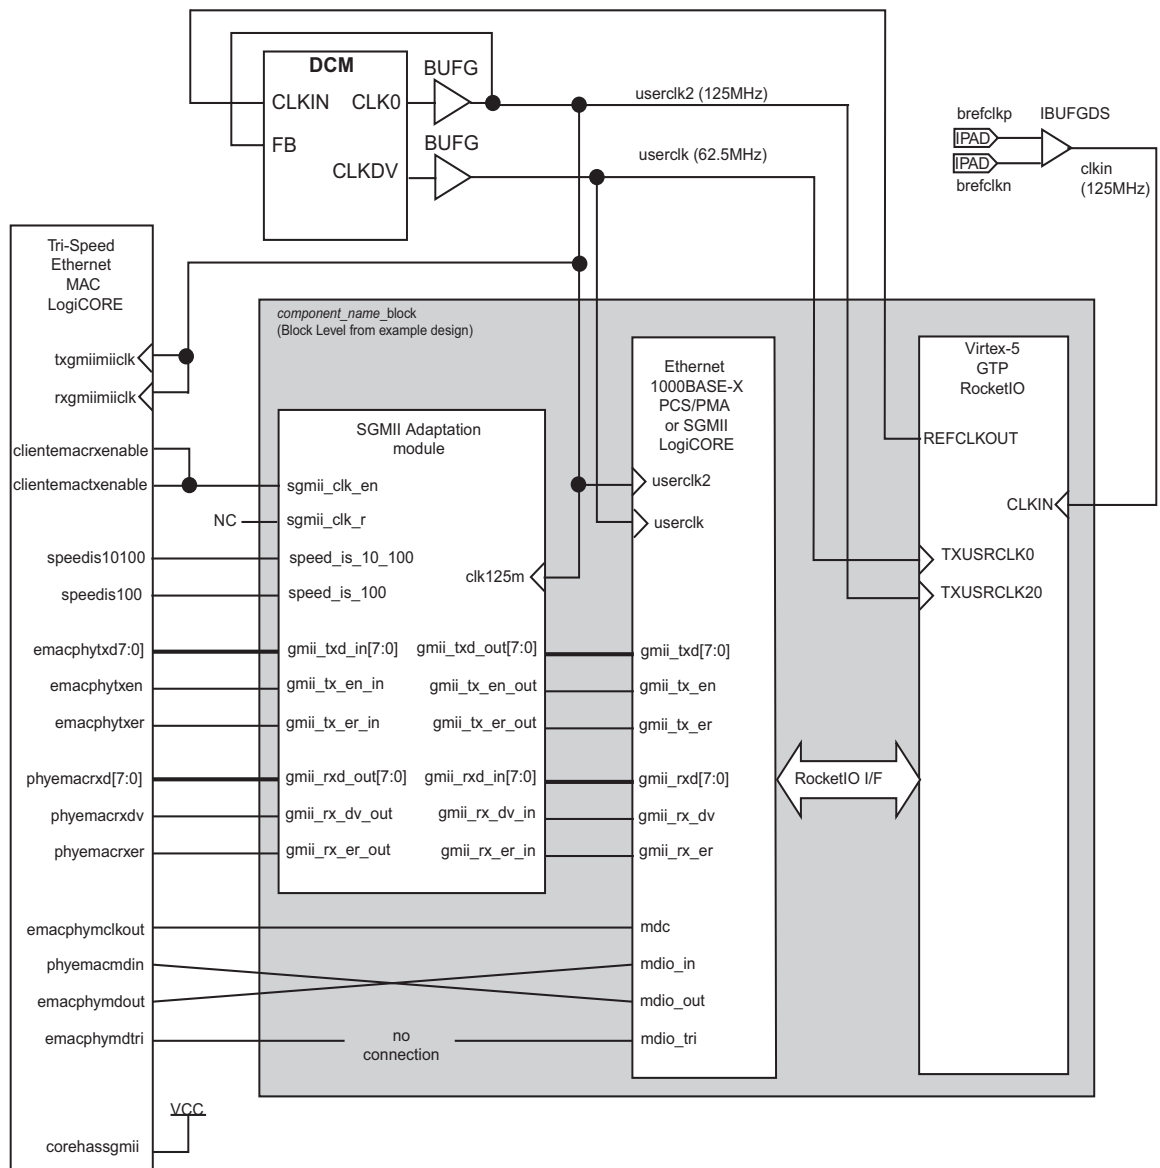 DCM
BUFG
CLKIN
CLK0
userclk2 (125MHz)
brefclkp
IBUFGDS
FB
BUFG
IPAD
userclk (62.5MHz)
IPAD
clkin
(125MHz)
CLKDV
brefclkn
Tri-Speed
Ethernet
MAC
LogiCORE
component_name_block
(Block Level from example design)
txgmiimiiclk
rxgmiimiiclk
clientemacrxenable
clientemactxenable
NC
speedis10100
speedis100
emacphytxd7:0]
emacphytxen
emacphytxer
phyemacrxd[7:0]
phyemacrxdv
phyemacrxer
emacphymclkout
phyemacmdin
emacphymdout
emacphymdtri
no
connection
VCC
corehassgmii
SGMII Adaptation
module
sgmii_clk_en
sgmii_clk_r
speed_is_10_100
clk125m
speed_is_100
gmii_txd_in[7:0]
gmii_txd_out[7:0]
gmii_tx_en_in
gmii_tx_en_out
gmii_tx_er_in
gmii_tx_er_out
gmii_rxd_out[7:0]
gmii_rxd_in[7:0]
gmii_rx_dv_out
gmii_rx_dv_in
gmii_rx_er_out
gmii_rx_er_in
Ethernet
1000BASE-X
PCS/PMA
or SGMII
LogiCORE
userclk2
userclk
gmii_txd[7:0]
gmii_tx_en
gmii_tx_er
gmii_rxd[7:0]
gmii_rx_dv
gmii_rx_er
mdc
mdio_in
mdio_out
mdio_tri
RocketIO I/F
Virtex-5
GTP
RocketIO
REFCLKOUT
CLKIN
TXUSRCLK0
TXUSRCLK20